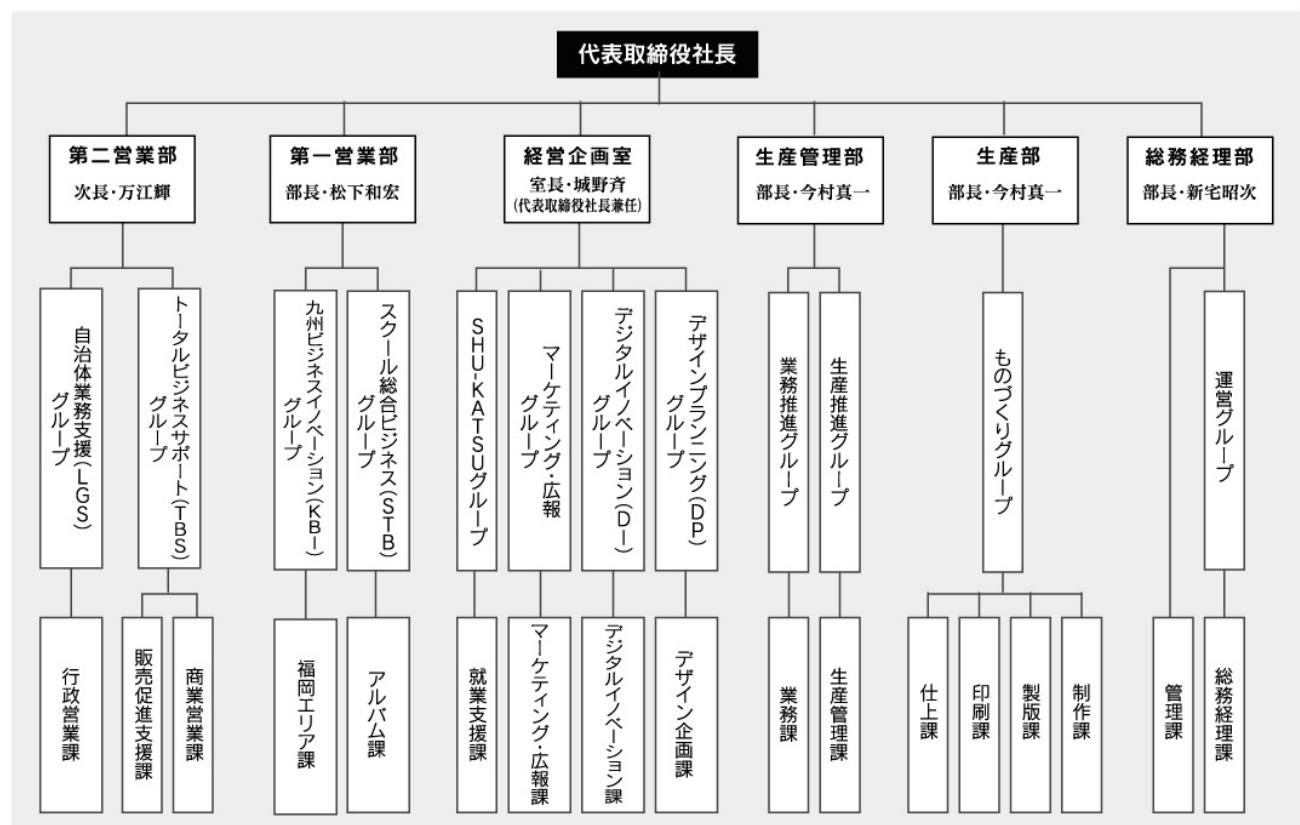 代表取締役社長
第二営業部
次長・万江輝
第一営業部
部長・松下和宏
経営企画室
室長・城野斉
(代表取締役社長兼任)
生産管理部
部長・今村真一
生産部
部長・今村真一
総務経理部
部長・新宅昭次
自治体業務支援(LGS)
グループ
トータルビジネスサポート(TBS)
グループ
九州ビジネスイノベーション(KBI)
グループ
スクール総合ビジネス(STB)
グループ
SHU-KATSUグループ
マーケティング・広報
グループ
デジタルイノベーション(DI)
グループ
デザインプランニング(DP)
グループ
業務推進グループ
生産推進グループ
ものづくりグループ
運営グループ
行政営業課
販売促進支援課
商業営業課
福岡エリア課
アルバム課
就業支援課
マーケティング・広報課
デジタルイノベーション課
デザイン企画課
業務課
生産管理課
仕上課
印刷課
製版課
制作課
管理課
総務経理課